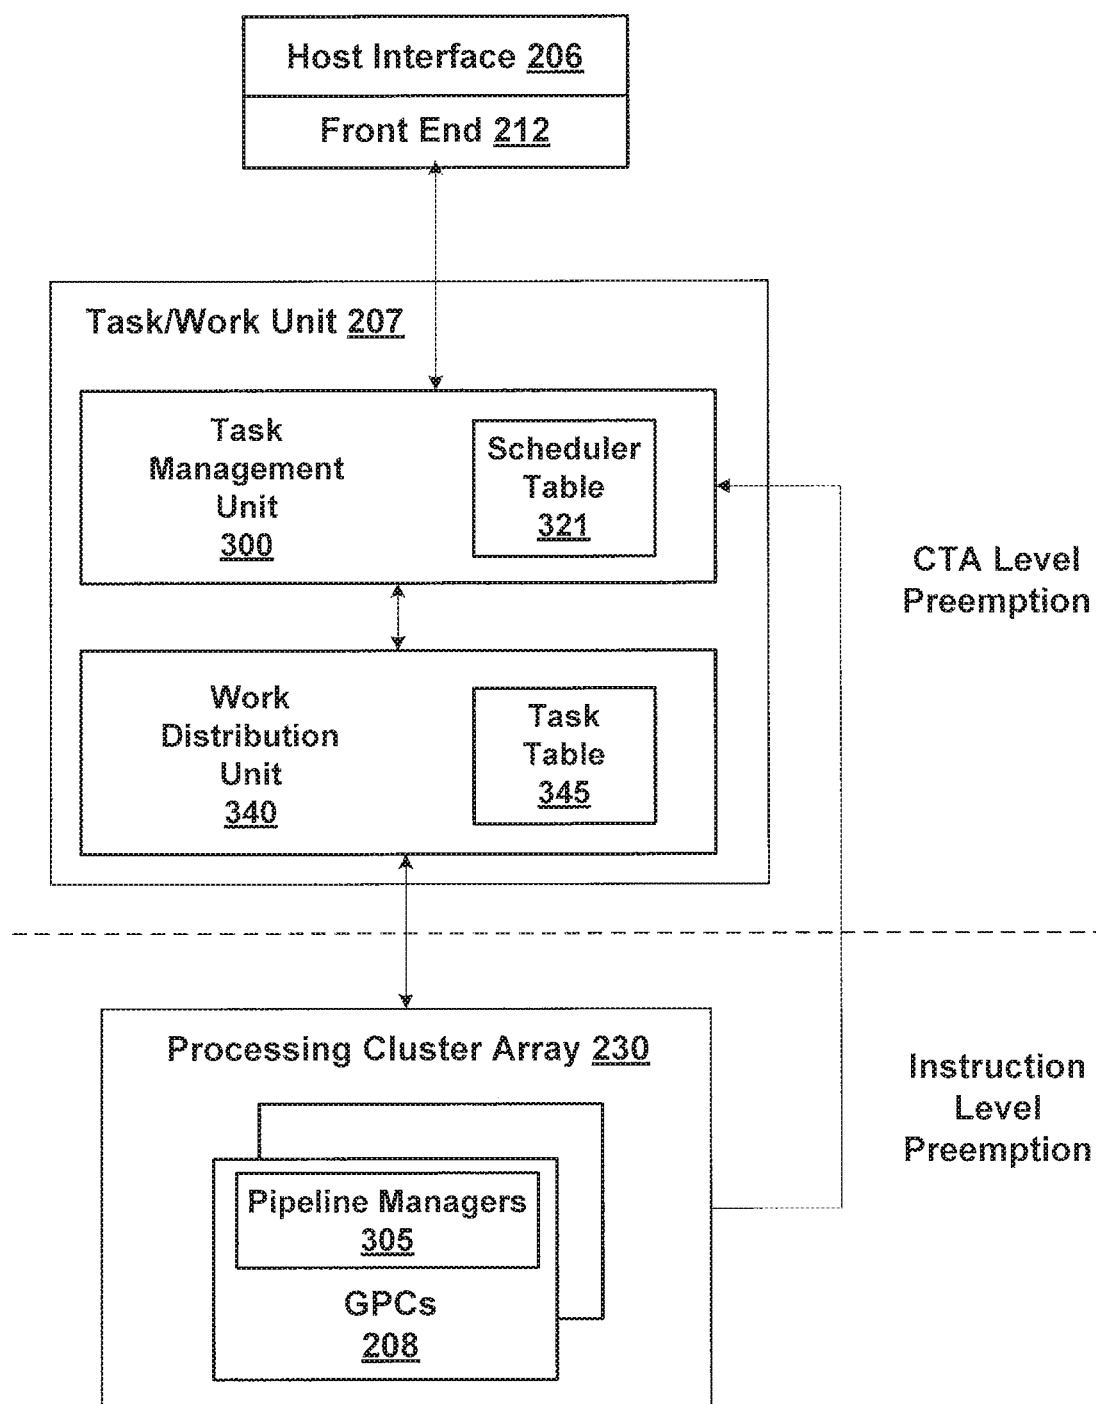 Host Interface 206
Front End 212
Task/Work Unit 207
Task
Management
Unit
300
Scheduler
Table
321
CTA Level
Preemption
Work
Distribution
Unit
340
Task
Table
345
Processing Cluster Array 230
Instruction
Level
Preemption
Pipeline Managers
305
GPCs
208